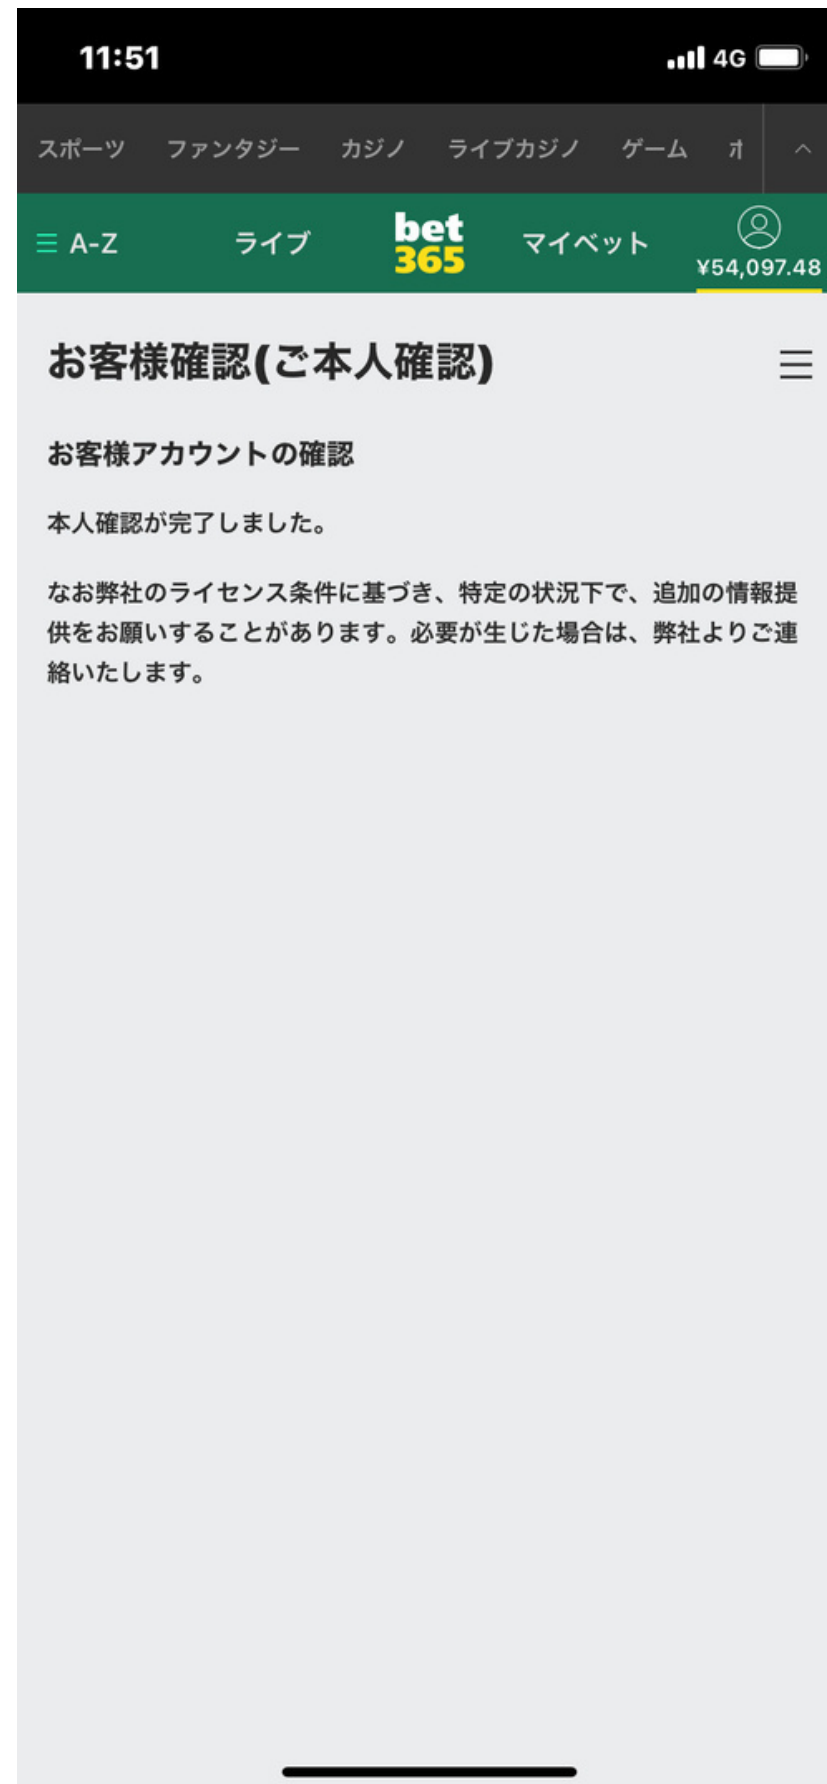 11:51 4G
スポーツ ファンタジー カジノ ライブカジノ ゲーム
A-Z ライブ bet365 マイベット ¥54,097.48
お客様確認(ご本人確認)
お客様アカウントの確認
本人確認が完了しました。
なお弊社のライセンス条件に基づき、特定の状況下で、追加の情報提
供をお願いすることがあります。必要が生じた場合は、弊社よりご連
絡いたします。